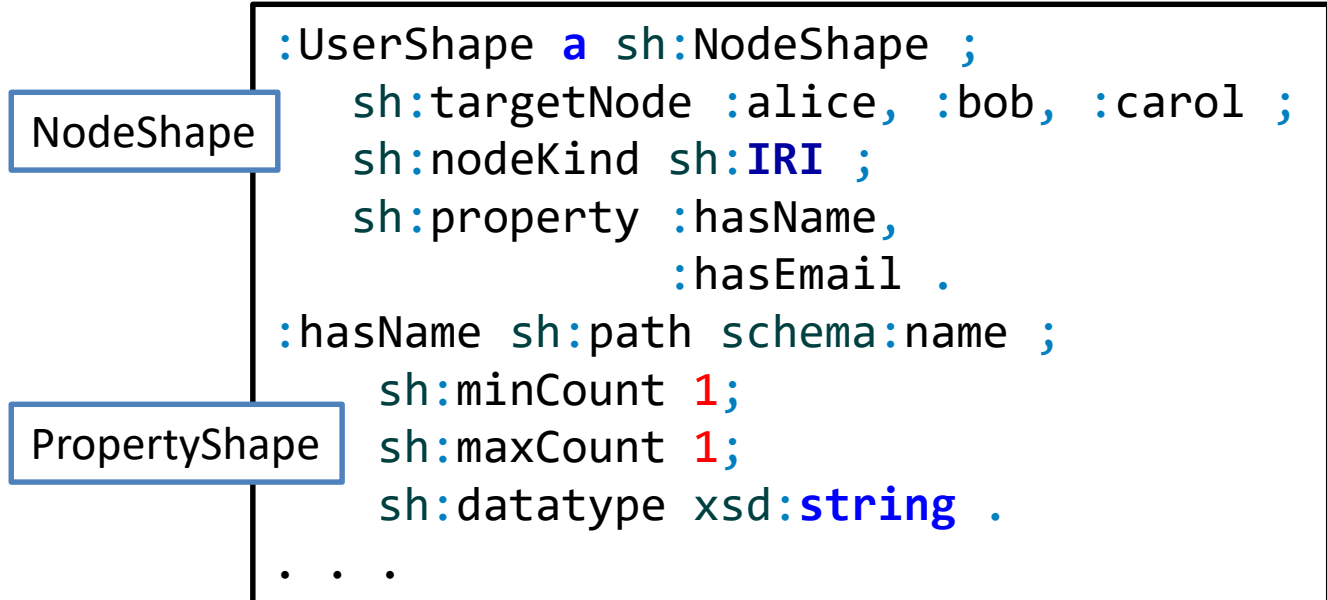 :UserShape a sh:NodeShape ;
sh:targetNode :alice, :bob, :carol ;
NodeShape
sh:nodeKind sh:IRI ;
sh:property :hasName,
:hasEmail .
:hasName sh:path schema:name ;
sh:minCount 1;
PropertyShape
sh:maxCount 1;
sh:datatype xsd:string .
. . .